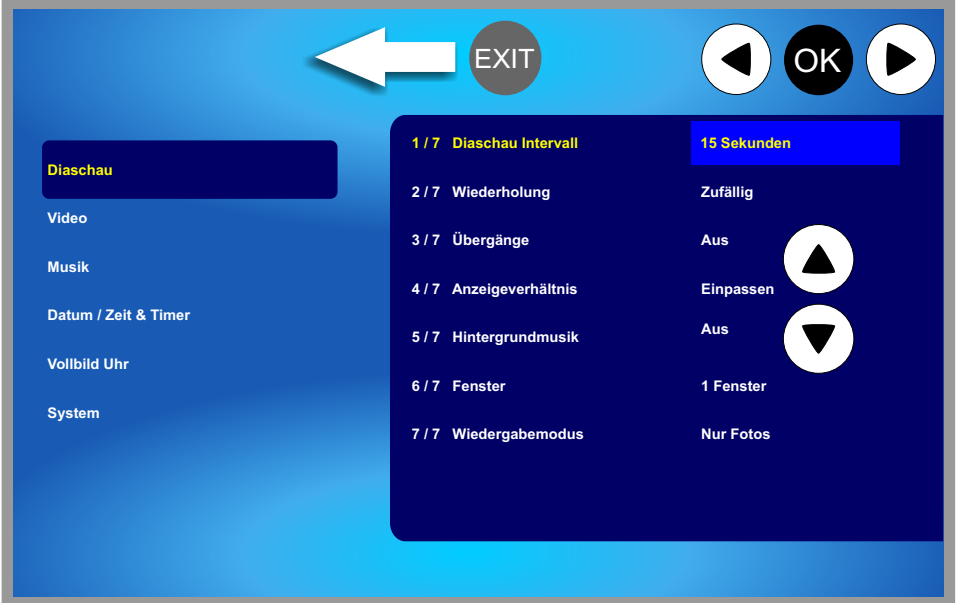 EXIT
OK
Diaschau
Video
Musik
Datum / Zeit & Timer
Vollbild Uhr
System
1 / 7 Diaschau Intervall 15 Sekunden
2 / 7 Wiederholung Zufällig
3 / 7 Übergänge Aus
4 / 7 Anzeigeverhältnis Einpassen
5 / 7 Hintergrundmusik Aus
6 / 7 Fenster 1 Fenster
7 / 7 Wiedergabemodus Nur Fotos